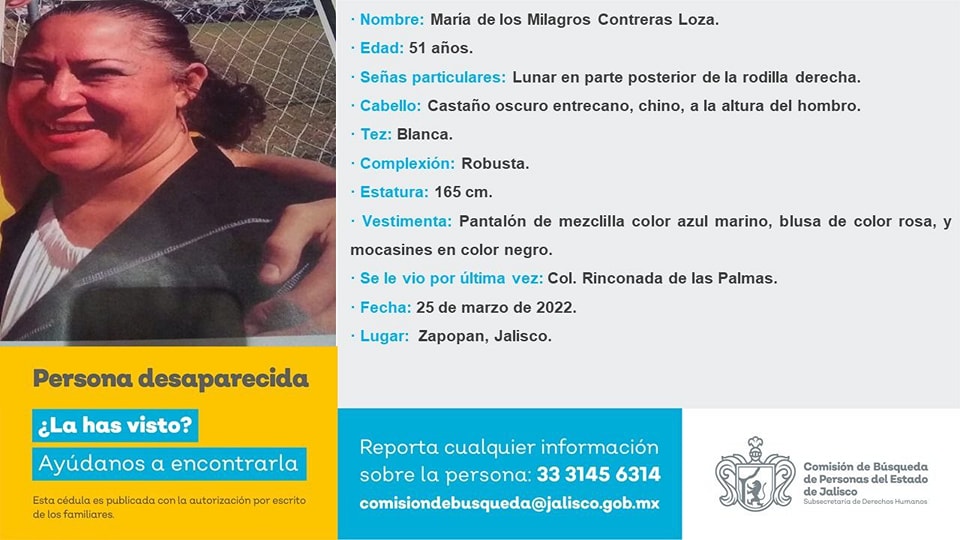 · Nombre: María de los Milagros Contreras Loza.
· Edad: 51 años.
· Señas particulares: Lunar en parte posterior de la rodilla derecha.
· Cabello: Castaño oscuro entrecano, chino, a la altura del hombro.
· Tez: Blanca.
· Complexión: Robusta.
· Estatura: 165 cm.
· Vestimenta: Pantalón de mezclilla color azul marino, blusa de color rosa, y
mocasines en color negro.
· Se le vio por última vez: Col. Rinconada de las Palmas.
· Fecha: 25 de marzo de 2022.
· Lugar: Zapopan, Jalisco.
Persona desaparecida
¿La has visto?
Ayúdanos a encontrarla
Esta cédula es publicada con la autorización por escrito
de los familiares.
Reporta cualquier información
sobre la persona: 33 3145 6314
comisiondebusqueda@jalisco.gob.mx
Comisión de Búsqueda
de Personas del Estado
de Jalisco
Subsecretaría de Derechos Humanos